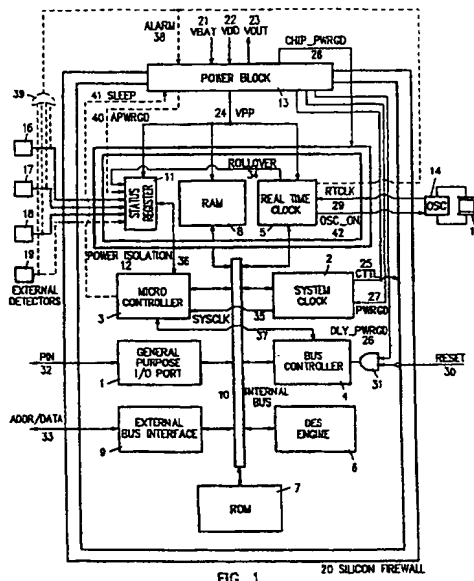 ALARM
38
21
VBAT
22
VDD
23
VOUT
CHIP_PWRGD
28
41 SLEEP
40 APWRGD
39
POWER BLOCK
13
24
VPP
16
17
18
19
EXTERNAL
DETECTORS
11
STATUS
REGISTER
ROLLOVER
34
RAM
8
REAL TIME
CLOCK
5
RTCLK
29
OSC_ON
42
14
OSC
POWER ISOLATION
12
36
2
SYSTEM
CLOCK
25
CTTL
27
PWRGD
MICRO
CONTROLLER
3
SYSCLK
35
37
DLY_PWRGD
26
PIN
32
GENERAL
PURPOSE
I/O PORT
1
BUS
CONTROLLER
4
31
RESET
30
10
INTERNAL
BUS
ADDR/DATA
33
EXTERNAL
BUS INTERFACE
9
DES
ENGINE
6
ROM
7
20 SILICON FIREWALL
FIG. 1